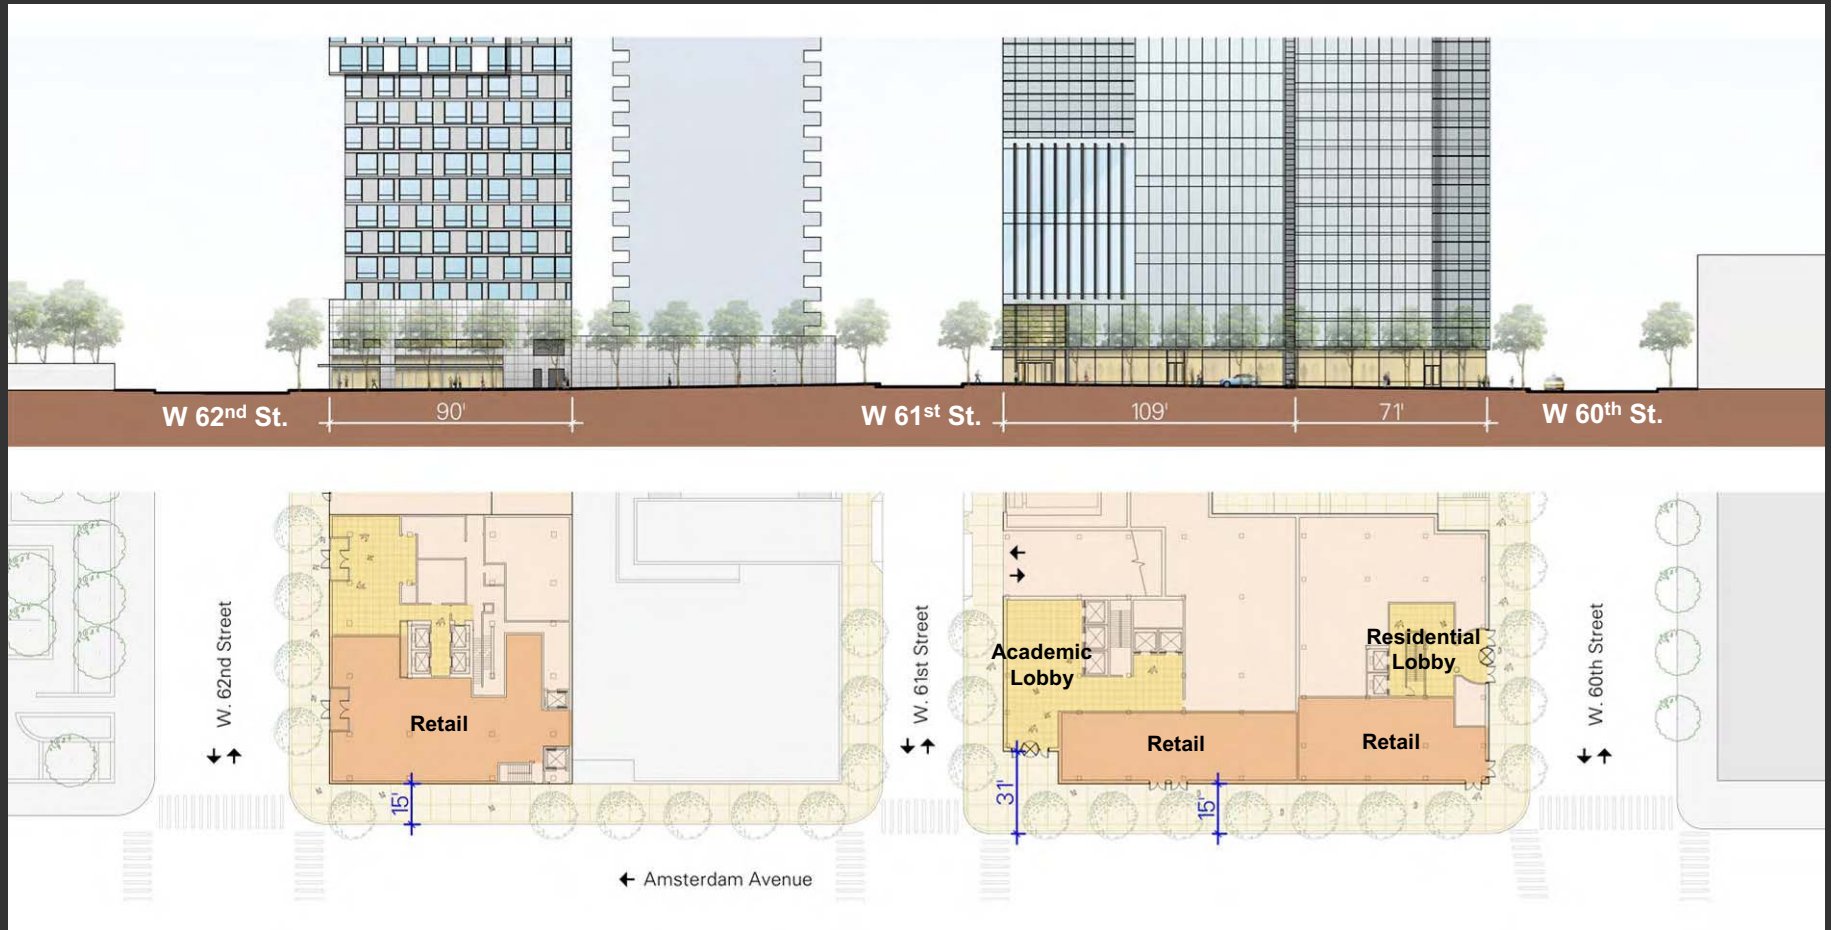 W 62nd St.
90'
W 61st St.
109'
71'
W 60th St.
W. 62nd Street
Retail
15'
W. 61st Street
Academic
Lobby
31'
Retail
15'
Residential
Lobby
Retail
W. 60th Street
Amsterdam Avenue